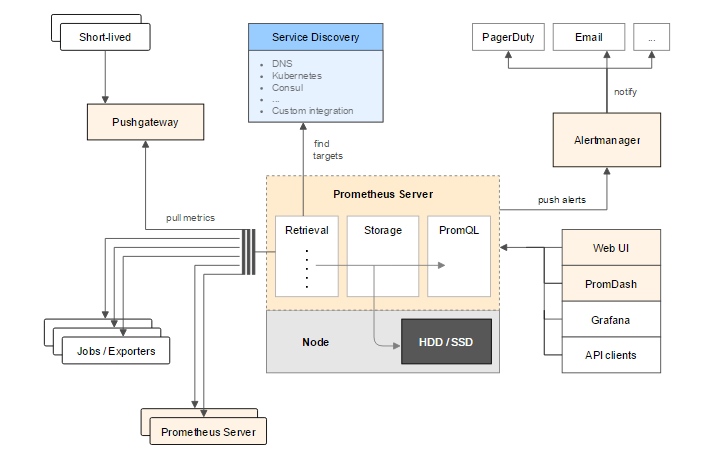 Short-lived
Service Discovery
PagerDuty
Email
...
• DNS
• Kubernetes
• Consul
• ...
• Custom integration
Pushgateway
notify
Alertmanager
find
targets
Prometheus Server
push alerts
pull metrics
Retrieval
Storage
PromQL
Web UI
PromDash
Grafana
API clients
Node
HDD / SSD
Jobs / Exporters
Prometheus Server